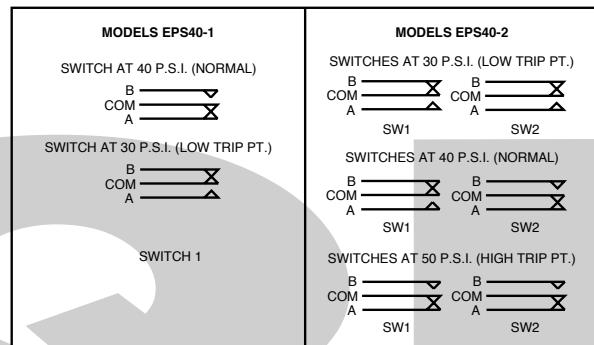 MODELS EPS40-1
SWITCH AT 40 P.S.I. (NORMAL)
B
COM
A
SWITCH AT 30 P.S.I. (LOW TRIP PT.)
B
COM
A
SWITCH 1
MODELS EPS40-2
SWITCHES AT 30 P.S.I. (LOW TRIP PT.)
B B
COM COM
A A
SW1 SW2
SWITCHES AT 40 P.S.I. (NORMAL)
B B
COM COM
A A
SW1 SW2
SWITCHES AT 50 P.S.I. (HIGH TRIP PT.)
B B
COM COM
A A
SW1 SW2